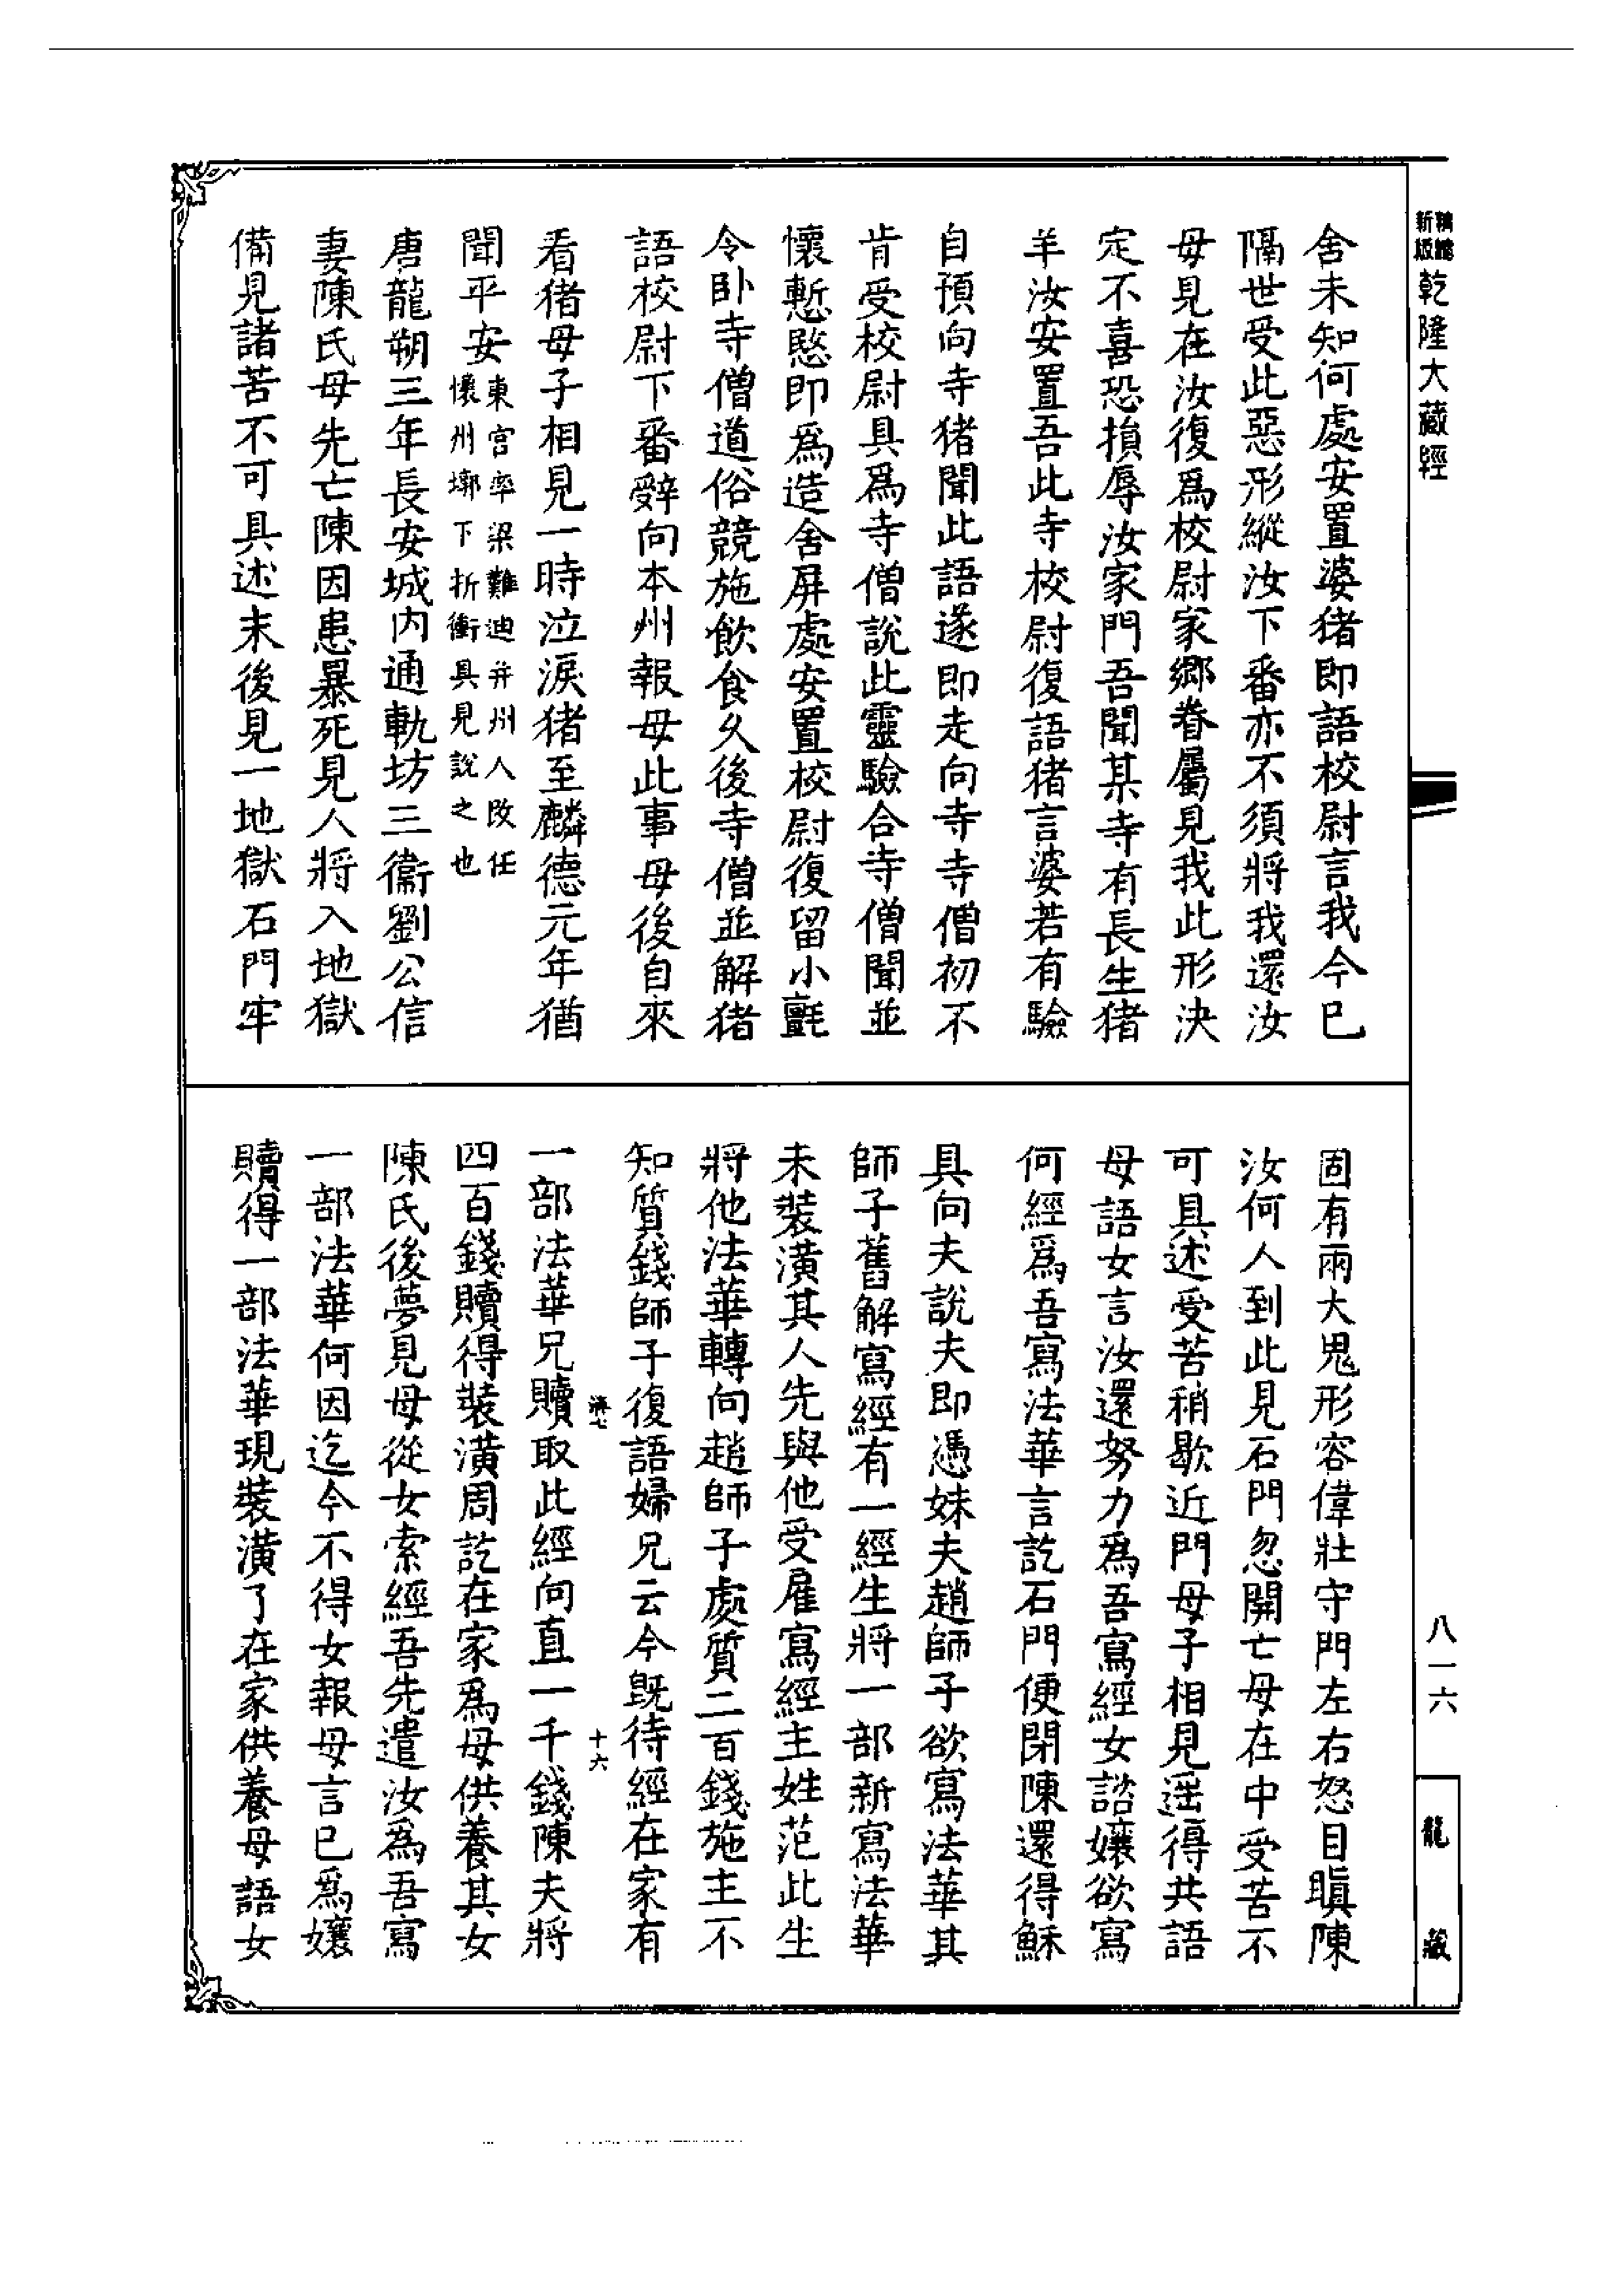 新編縮版乾隆大藏經
舍未知何處安置婆猪即語校尉言我今已
隔世受此惡形縱汝下番亦不須將我還汝
母見在汝復爲校尉家鄉眷屬見我此形決
定不喜恐損辱汝家門吾聞某寺有長生猪
羊汝安置吾此寺校尉復語猪言婆若有驗
自預向寺猪聞此語遂即走向寺寺僧初不
肯受校尉具爲寺僧說此靈驗合寺僧聞並
懷慙愍即爲造舍屏處安置校尉復留小氈
令卧寺僧道俗競施飲食久後寺僧並解猪
語校尉下番辭向本州報母此事母後自來
看猪母子相見一時泣淚猪至麟德元年猶
聞平安東宫率梁難迪并州人改任
懷州墎下折衝具見說之也
唐龍朔三年長安城内通軌坊三衞劉公信
妻陳氏母先亡陳因患暴死見人將入地獄
備見諸苦不可具述末後見一地獄石門牢
固有兩大鬼形容偉壯守門左右怒目瞋陳
汝何人到此見石門忽開亡母在中受苦不
可具述受苦稍歇近門母子相見遥得共語
母語女言汝還努力爲吾寫經女諮孃欲寫
何經爲吾寫法華言訖石門便閉陳還得穌
具向夫說夫即憑妹夫趙師子欲寫法華其
師子舊解寫經有一經生將一部新寫法華
未裝潢其人先與他受雇寫經主姓范此生
將他法華轉向趙師子處質二百錢施主不
知質錢師子復語婦兄云今旣待經在家有
十六
一部法華兄贖取此經向直一千錢陳夫將
四百錢贖得裝潢周訖在家爲母供養其女
陳氏後夢見母從女索經吾先遣汝爲吾寫
一部法華何因迄今不得女報母言已爲孃
贖得一部法華現裝潢了在家供養母語女
八一六
龍藏